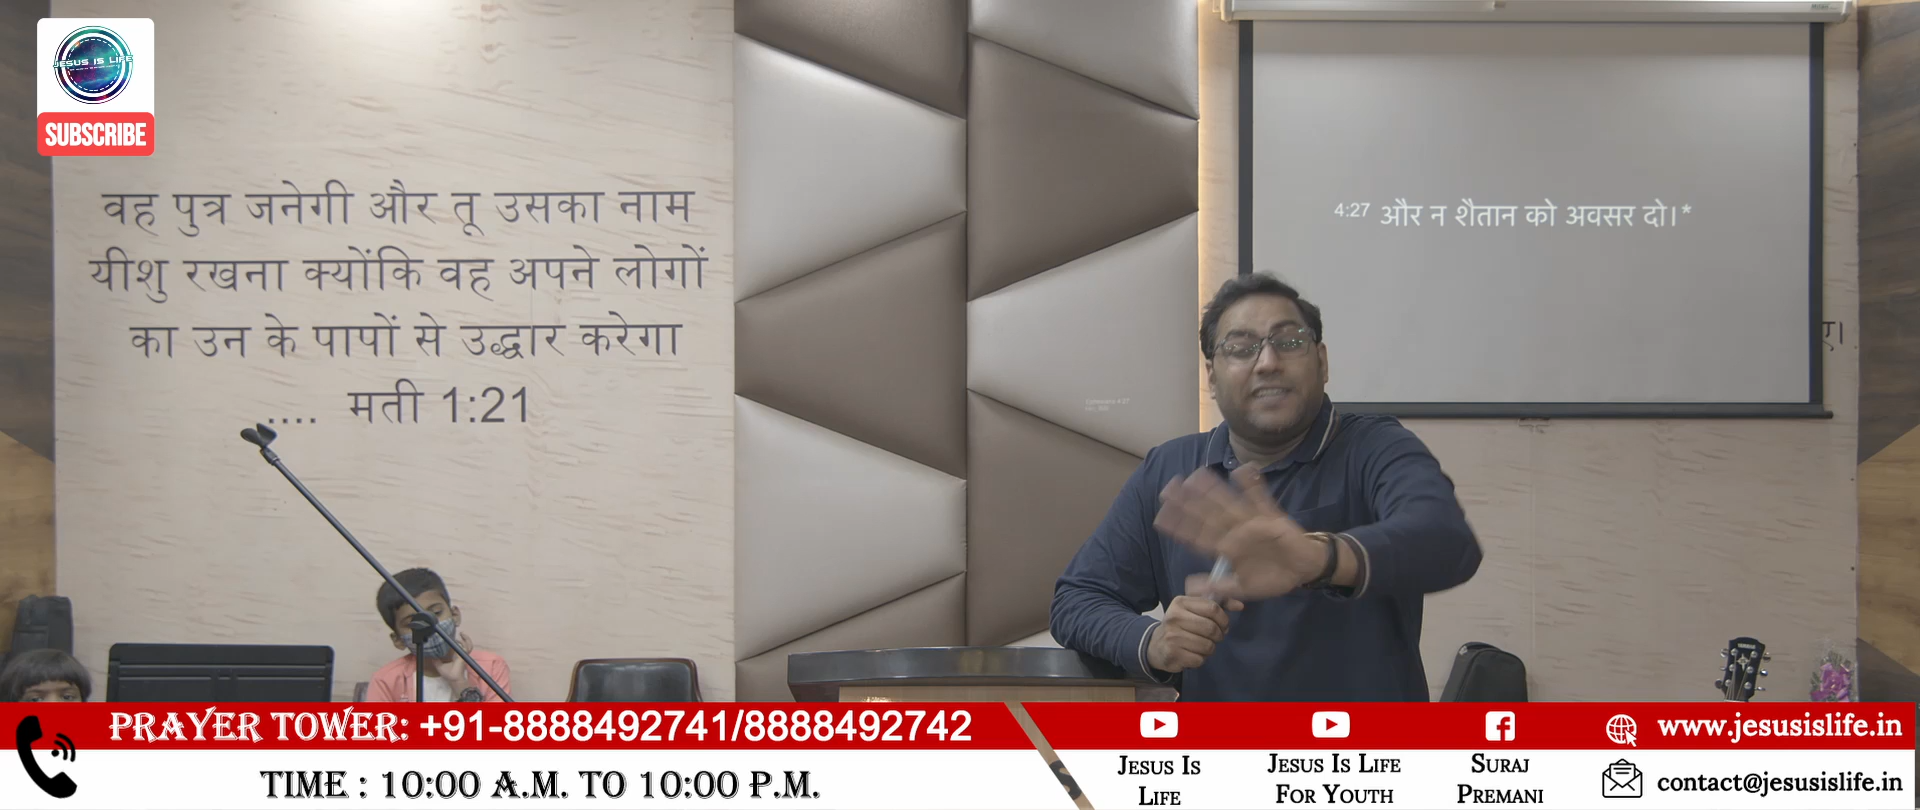 JESUS IS LIFE
SUBSCRIBE
वह पुत्र जनेगी और तू उसका नाम
यीशु रखना क्योंकि वह अपने लोगों
का उन के पापों से उद्धार करेगा
.... मती 1:21
4:27 और न शैतान को अवसर दो।*
PRAYER TOWER: +91-8888492741/8888492742
TIME : 10:00 A.M. TO 10:00 P.M.
JESUS IS
LIFE
JESUS IS LIFE
FOR YOUTH
SURAJ
PREMANI
www.jesusislife.in
contact@jesusislife.in